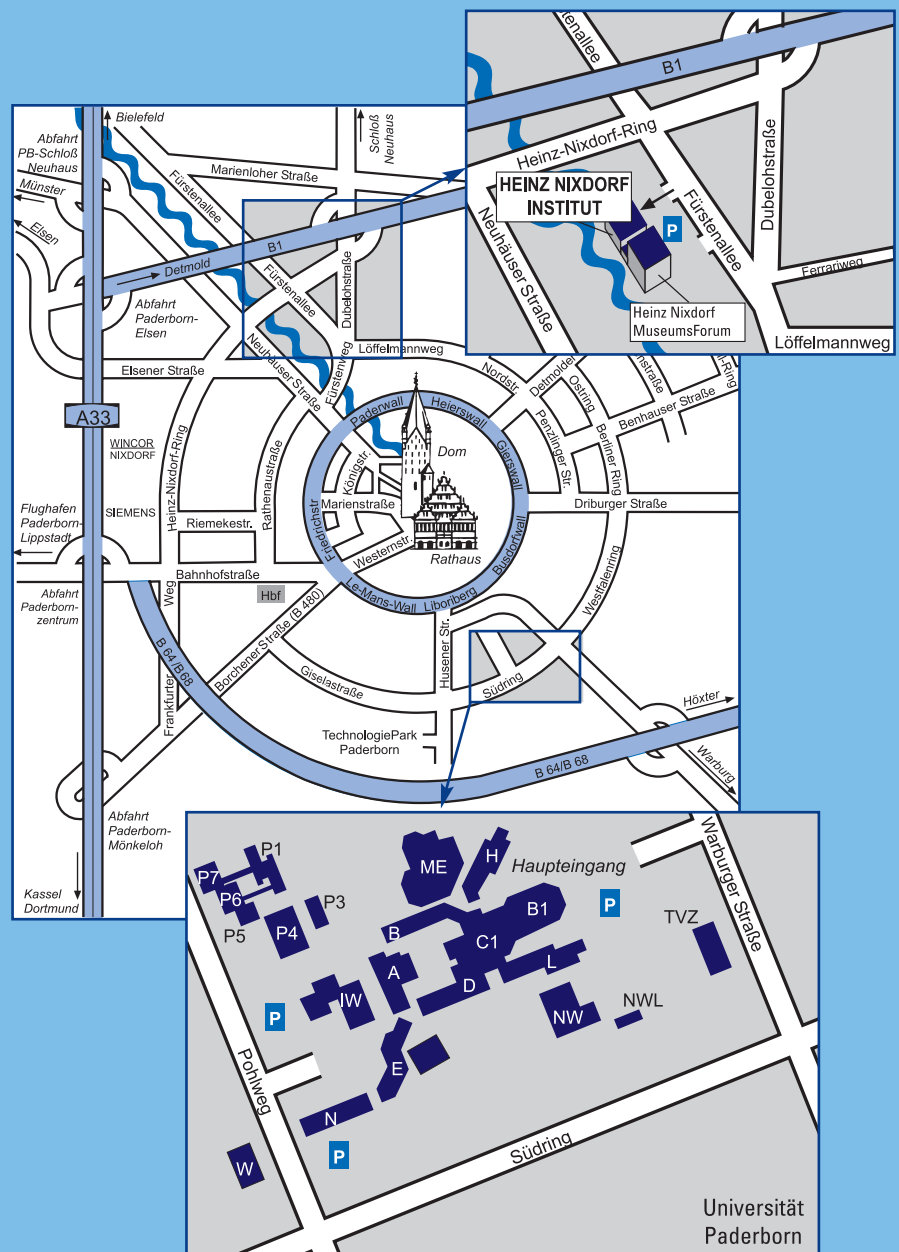 B1
Heinz-Nixdorf-Ring
HEINZ NIXDORF
INSTITUT
P
Fürstenallee
Dubelohstraße
Neuhäuser Straße
Ferrariweg
Heinz Nixdorf
MuseumsForum
Löffelmannweg
Bielefeld
Abfahrt
PB-Schloß
Neuhaus
Münster
Elsen
Schloß
Neuhaus
Marienloher Straße
Fürstenallee
B1
Detmold
Abfahrt
Paderborn-
Elsen
Fürstenallee
Dubelohstraße
Neuhäuser Straße
Fürstenweg
Löffelmannweg
Elsener Straße
Nordstr.
Detmolder
Ostring
Penzlinger Str.
Berliner Ring
Benhauser Straße
nstraße
l-Ring
A33
WINCOR
NIXDORF
Heinz-Nixdorf-Ring
Rathenaustraße
Paderwall
Heierswall
Gierswall
Dom
Königstr.
Marienstraße
Friedrichstr
Driburger Straße
Flughafen
Paderborn-
Lippstadt
SIEMENS
Riemekestr.
Westernstr.
Rathaus
Busdorfwall
Bahnhofstraße
Le-Mans-Wall
Liboriberg
Westfalenring
Hbf
Abfahrt
Paderborn-
zentrum
Weg
Frankfurter
B 64/B 68
Borchener Straße (B 480)
Giselastraße
Husener Str.
Südring
TechnologiePark
Paderborn
Höxter
B 64/B 68
Warburg
Abfahrt
Paderborn-
Mönkeloh
Kassel
Dortmund
P1
P7
P6
P5
P4
P3
ME
H
Haupteingang
B1
P
B
C1
TVZ
Warburger Straße
A
L
D
IW
NW
NWL
P
E
Pohlweg
N
P
W
Südring
Universität
Paderborn